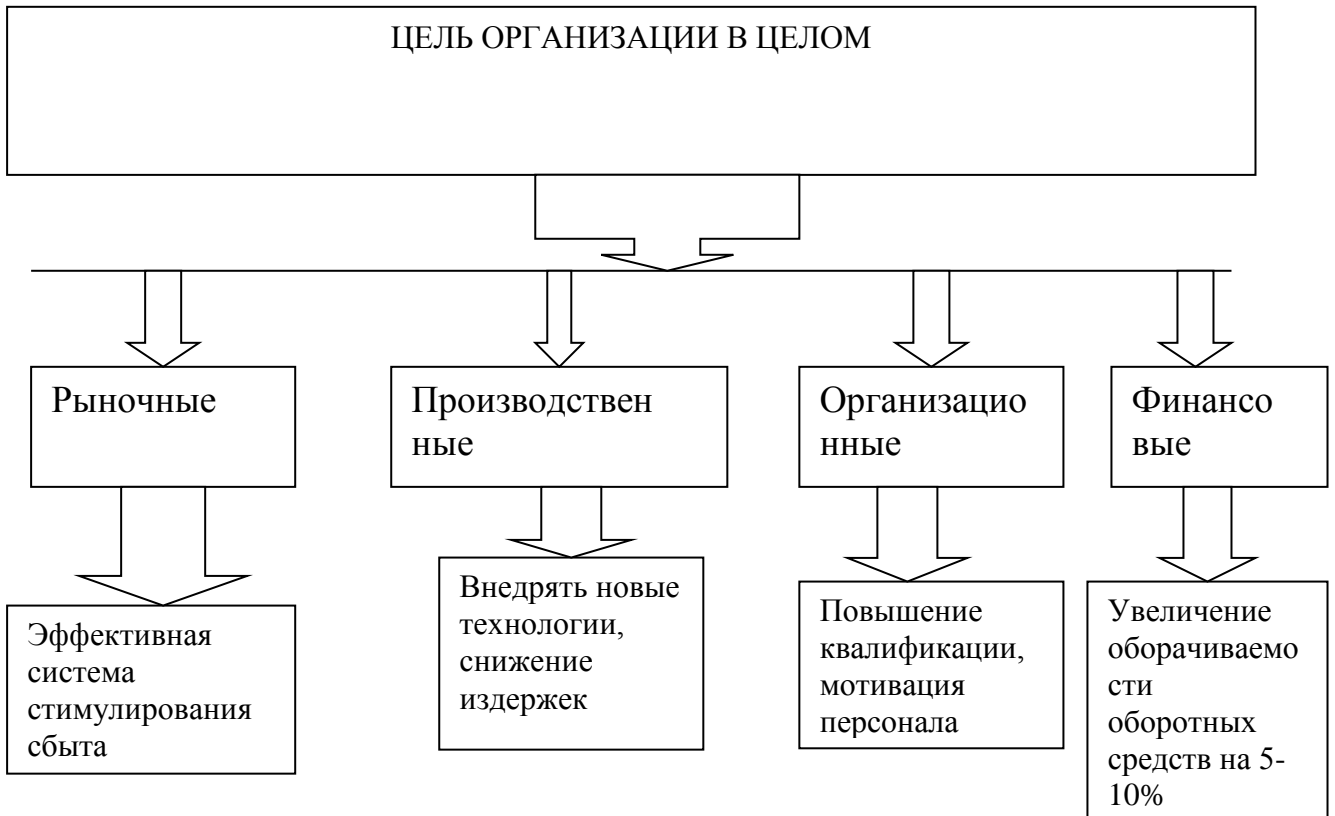 ЦЕЛЬ ОРГАНИЗАЦИИ В ЦЕЛОМ
Рыночные
Производствен
ные
Организацио
нные
Финансо
вые
Эффективная
система
стимулирования
сбыта
Внедрять новые
технологии,
снижение
издержек
Повышение
квалификации,
мотивация
персонала
Увеличение
оборачиваемо
сти
оборотных
средств на 5-
10%